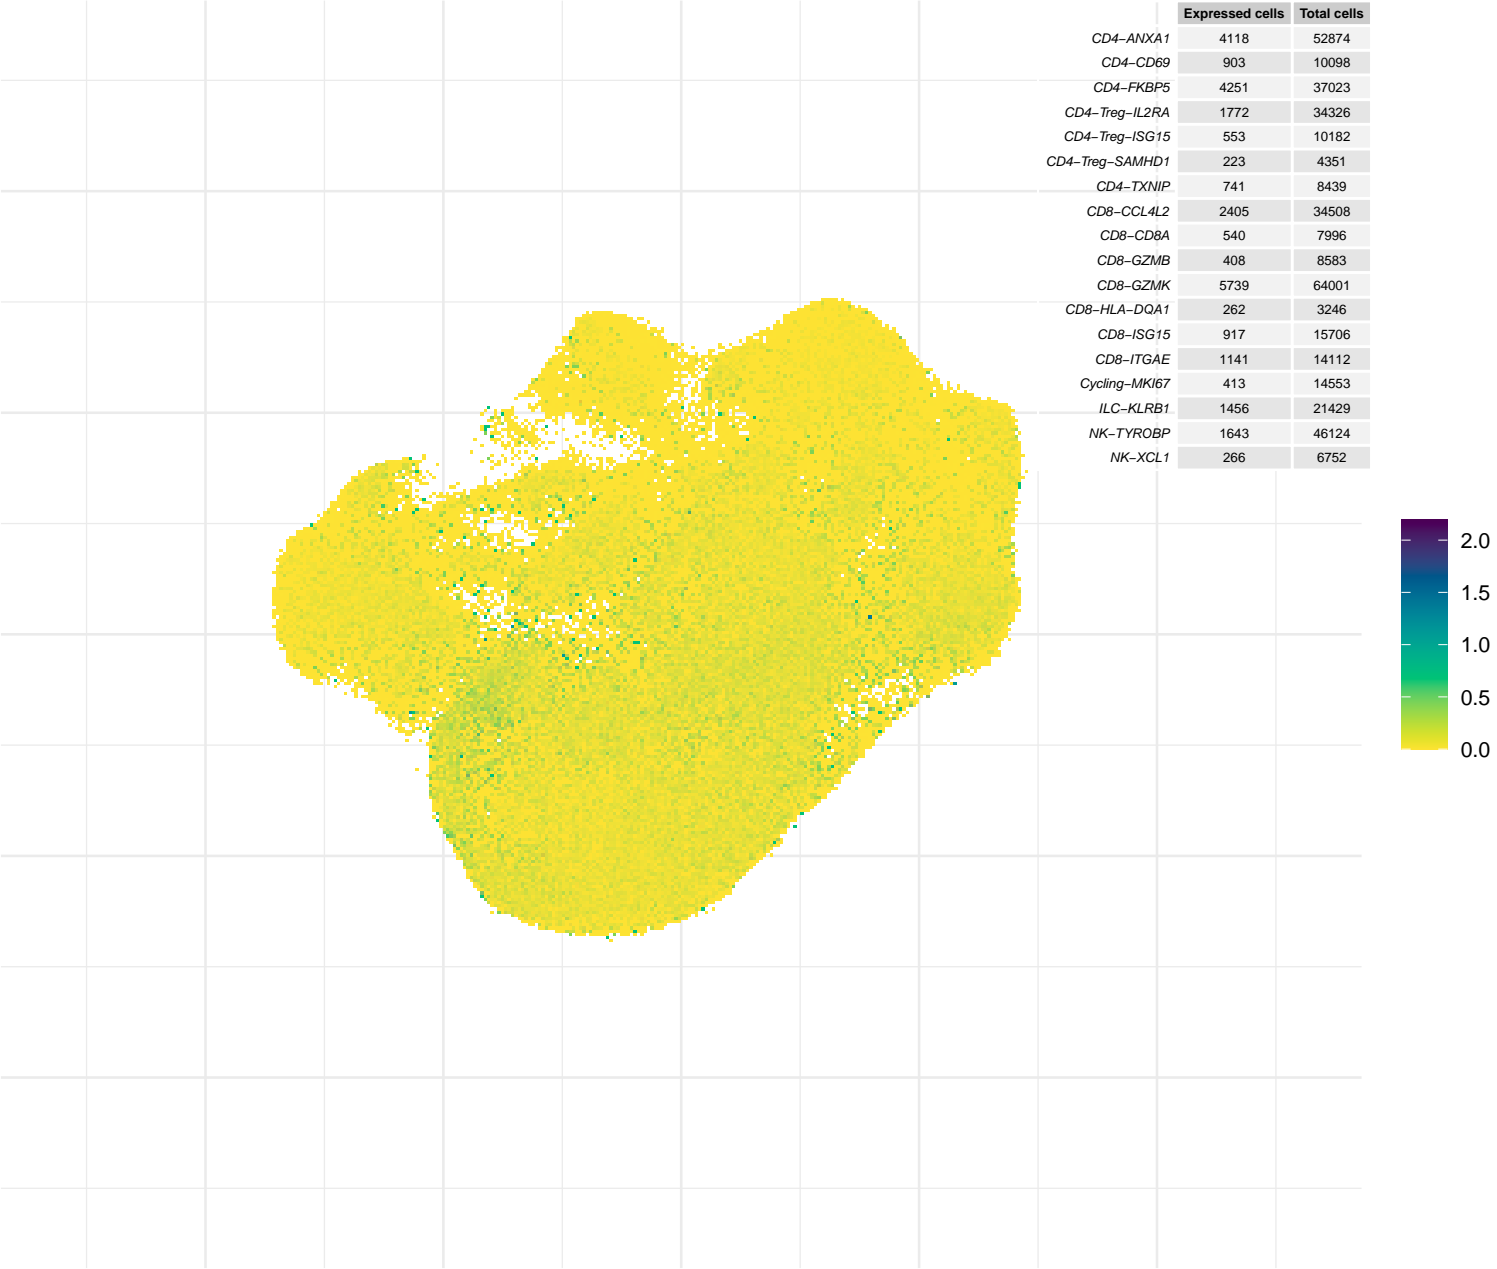 Expressed cells Total cells
CD4−ANXA1 4118 52874
CD4−CD69 903 10098
CD4−FKBP5 4251 37023
CD4−Treg−IL2RA 1772 34326
CD4−Treg−ISG15 553 10182
CD4−Treg−SAMHD1 223 4351
CD4−TXNIP 741 8439
CD8−CCL4L2 2405 34508
CD8−CD8A 540 7996
CD8−GZMB 408 8583
CD8−GZMK 5739 64001
CD8−HLA−DQA1 262 3246
CD8−ISG15 917 15706
CD8−ITGAE 1141 14112
Cycling−MKI67 413 14553
ILC−KLRB1 1456 21429
NK−TYROBP 1643 46124
NK−XCL1 266 6752
2.0
1.5
1.0
0.5
0.0